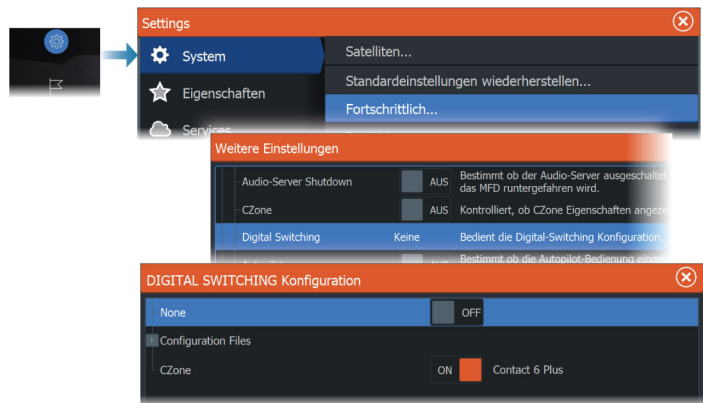 Settings
System
Satelliten...
Eigenschaften
Standardeinstellungen wiederherstellen...
Fortschrittlich...
Services
Weitere Einstellungen
Audio-Server Shutdown AUS Bestimmt ob der Audio-Server ausgeschaltet
das MFD runtergefahren wird.
CZone AUS Kontrolliert, ob CZone Eigenschaften
Digital Switching Keine Bedient die Digital-Switching Konfiguration.
AUS Bestimmt ob die Autopilot-Bedienung
DIGITAL SWITCHING Konfiguration
None OFF
Configuration Files
CZone ON Contact 6 Plus